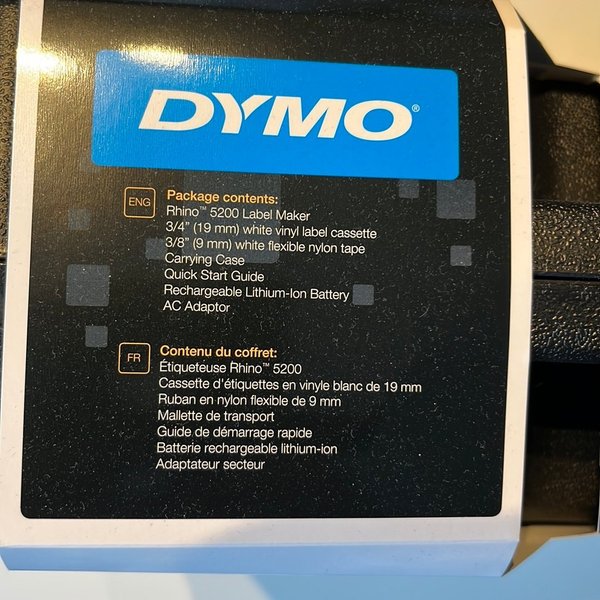 DYMO®
ENG
Package contents:
Rhino™ 5200 Label Maker
3/4" (19 mm) white vinyl label cassette
3/8" (9 mm) white flexible nylon tape
Carrying Case
Quick Start Guide
Rechargeable Lithium-Ion Battery
AC Adaptor
FR
Contenu du coffret:
Étiqueteuse Rhino™ 5200
Cassette d'étiquettes en vinyle blanc de 19 mm
Ruban en nylon flexible de 9 mm
Mallette de transport
Guide de démarrage rapide
Batterie rechargeable lithium-ion
Adaptateur secteur